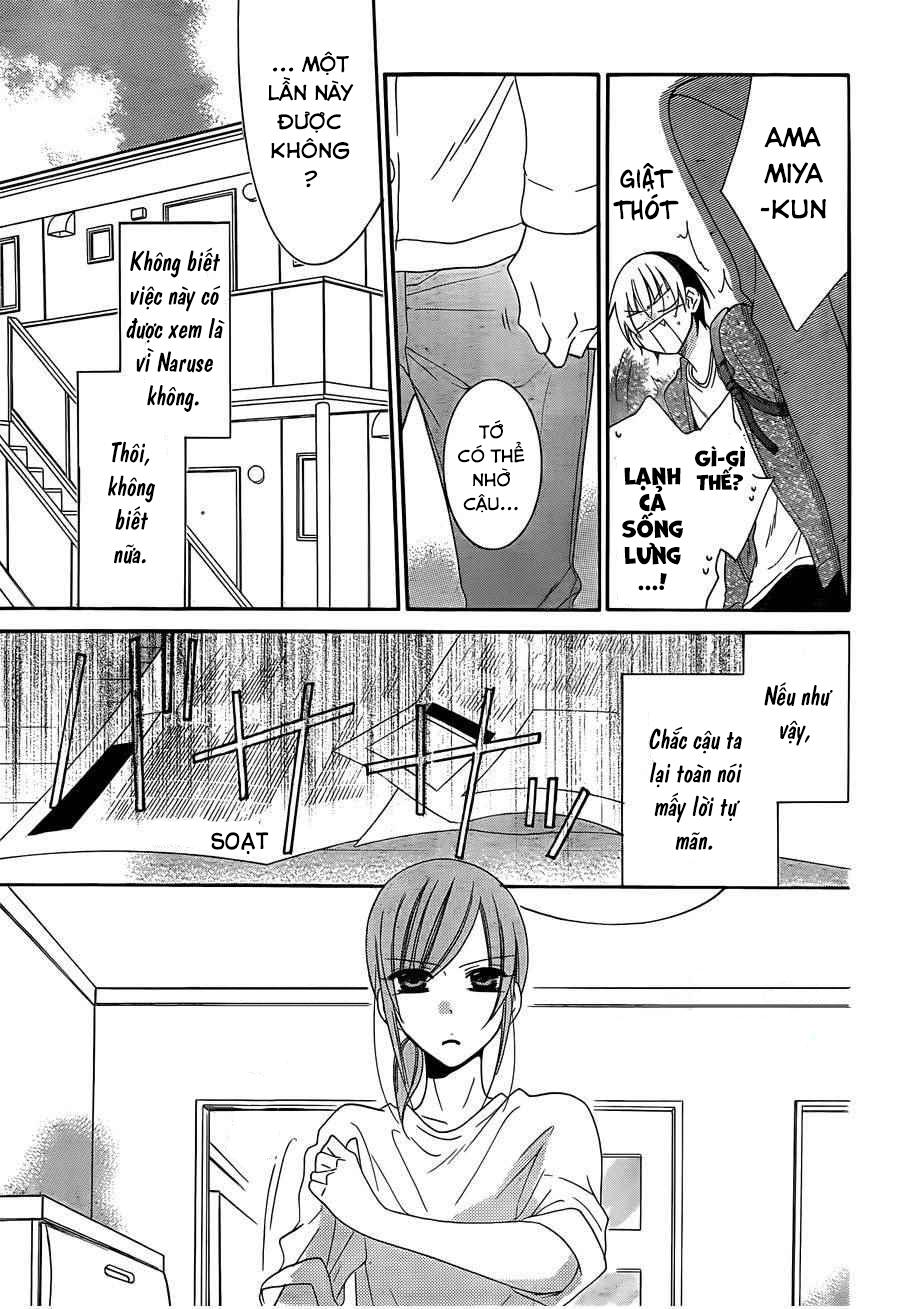 AMA
MIYA
-KUN
GIẬT
THÓT
GÌ-GÌ
THẾ?
LẠNH
CẢ
SỐNG
LƯNG
...!
TỚ
CÓ THỂ
NHỜ
CẬU...
... MỘT
LẦN NÀY
ĐƯỢC
KHÔNG
?
Không biết
việc này có
được xem là
vì Naruse
không.
Thôi,
không
biết
nữa.
Nếu như
vậy,
Chắc cậu ta
lại toàn nói
mấy lời tự
mãn.
SOẠT